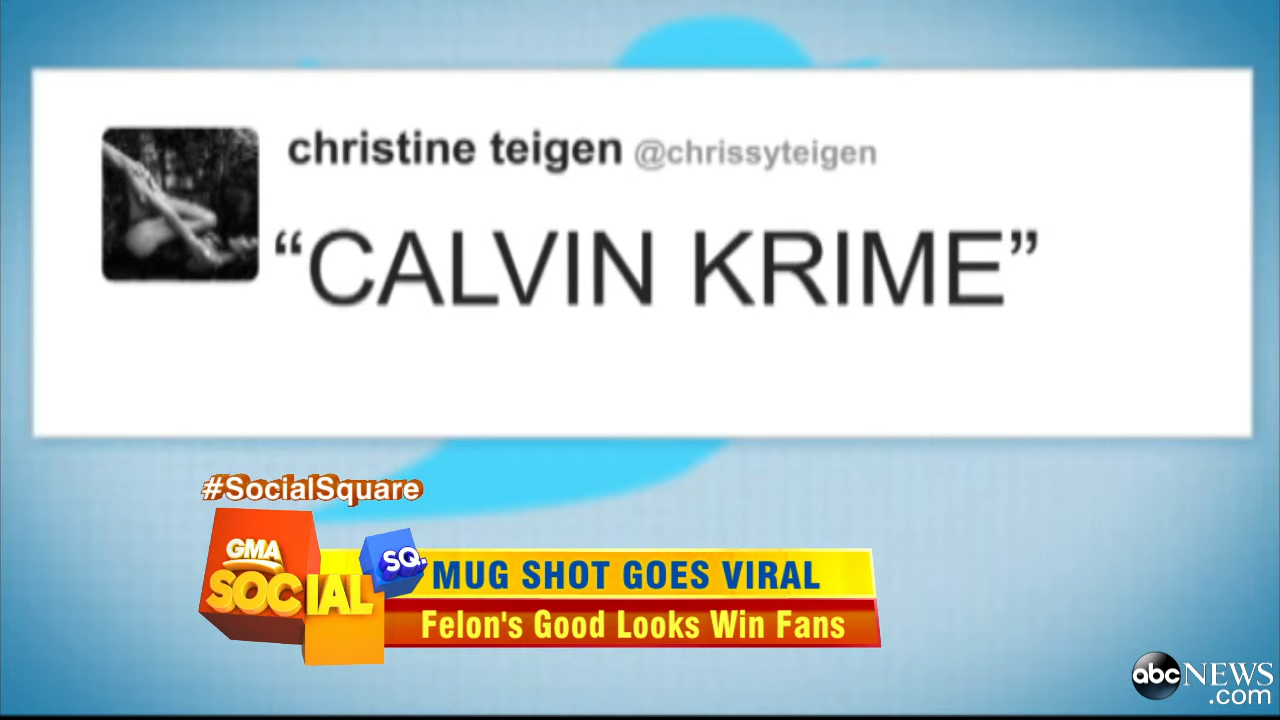 christine teigen @chrissyteigen
“CALVIN KRIME”
#SocialSquare
GMA
SOCIAL
SQ.
MUG SHOT GOES VIRAL
Felon's Good Looks Win Fans
abc NEWS
.com